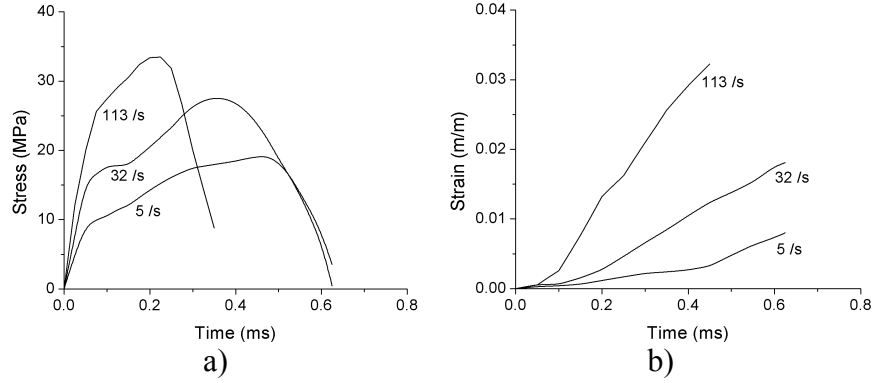 40
30
20
10
0
Stress (MPa)
113 /s
32 /s
5 /s
0.0 0.2 0.4 0.6 0.8
Time (ms)
a)
0.04
0.03
0.02
0.01
0.00
Strain (m/m)
113 /s
32 /s
5 /s
0.0 0.2 0.4 0.6 0.8
Time (ms)
b)